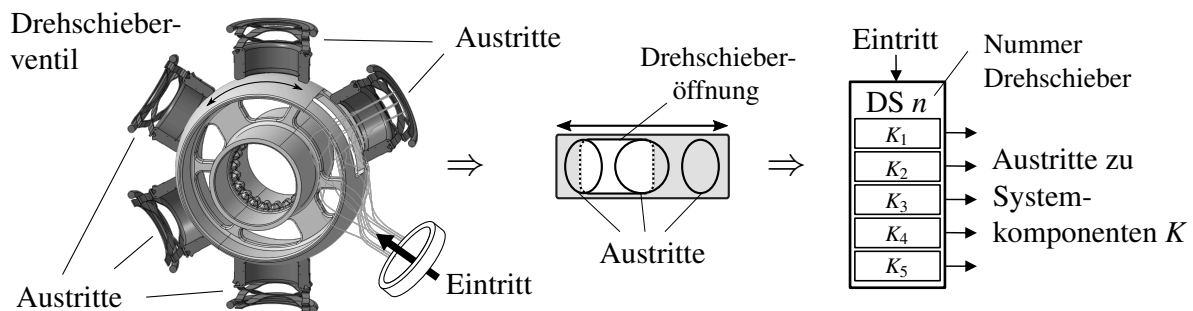 Drehschieber-
ventil
Austritte
Austritte
Eintritt
⇒
Drehschieber-
öffnung
Austritte
⇒
Eintritt
Nummer
Drehschieber
DS n
K1
K2
K3
K4
K5
Austritte zu
System-
komponenten K